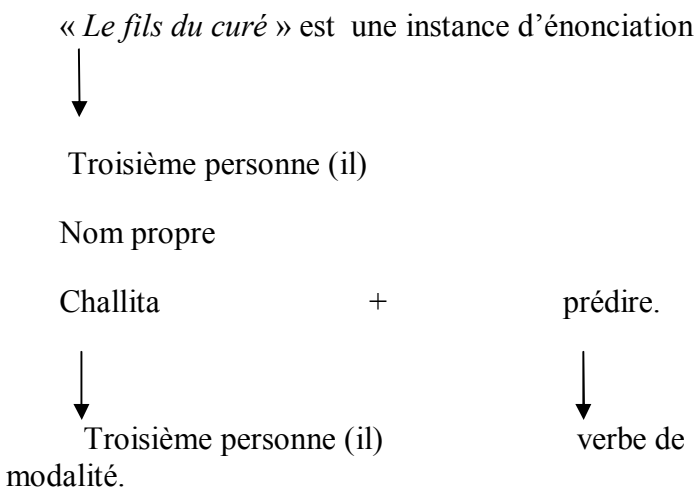 « Le fils du curé » est une instance d’énonciation
Troisième personne (il)
Nom propre
Challita + prédire.
Troisième personne (il) verbe de
modalité.